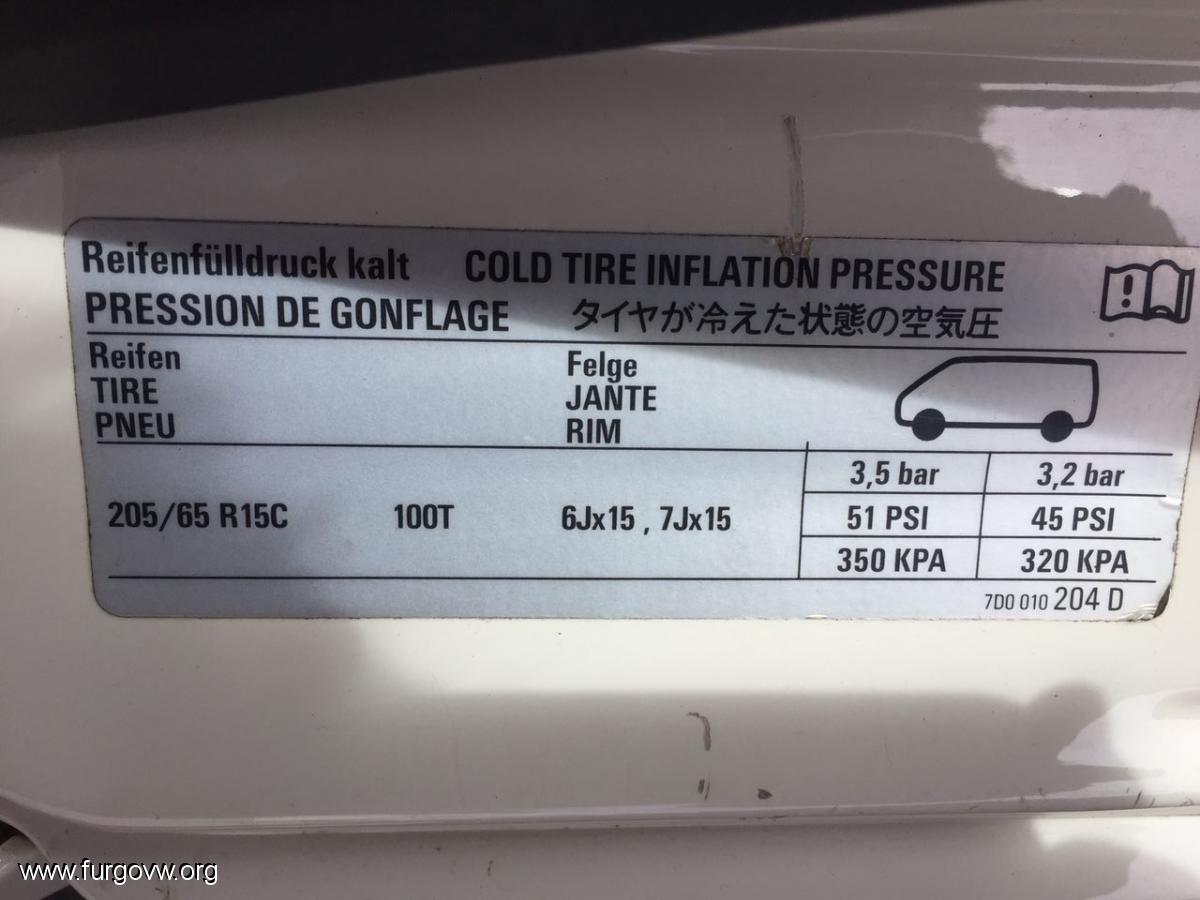 Reifenfülldruck kalt COLD TIRE INFLATION PRESSURE
PRESSION DE GONFLAGE タイヤが冷えた状態の空気圧
Reifen Felge
TIRE JANTE
PNEU RIM
3,5 bar 3,2 bar
205/65 R15C 100T 6Jx15 , 7Jx15 51 PSI 45 PSI
350 KPA 320 KPA
7D0 010 204 D
www.furgovw.org